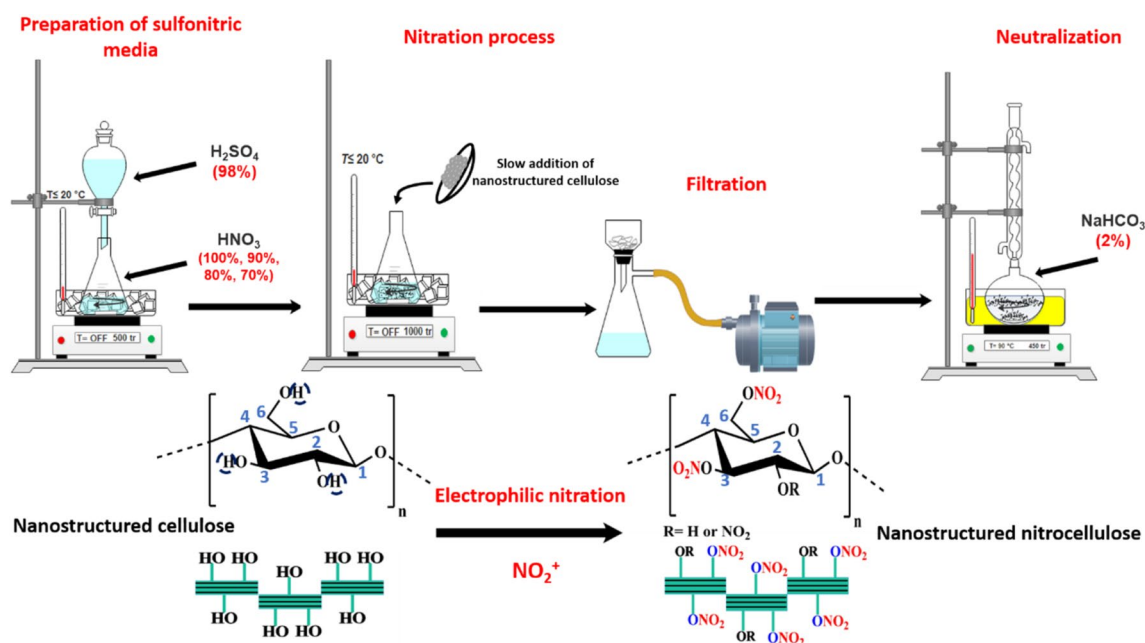 Preparation of sulfonitric
media
Nitration process
Neutralization
H₂SO₄
(98%)
T≤ 20 °C
HNO₃
(100%, 90%,
80%, 70%)
T= OFF 500 tr
T≤ 20 °C
Slow addition of
nanostructured cellulose
T= OFF 1000 tr
Filtration
NaHCO₃
(2%)
T= 90 °C 450 tr
OH
6
4
5
O
HO
2
O
3
OH
1
n
Nanostructured cellulose
Electrophilic nitration
NO₂⁺
ONO₂
6
4
5
O
O₂NO
2
O
3
OR
1
n
R= H or NO₂
Nanostructured nitrocellulose
HO HO HO HO HO
HO HO HO HO
OR ONO₂ ONO₂ OR ONO₂
ONO₂ OR ONO₂ ONO₂